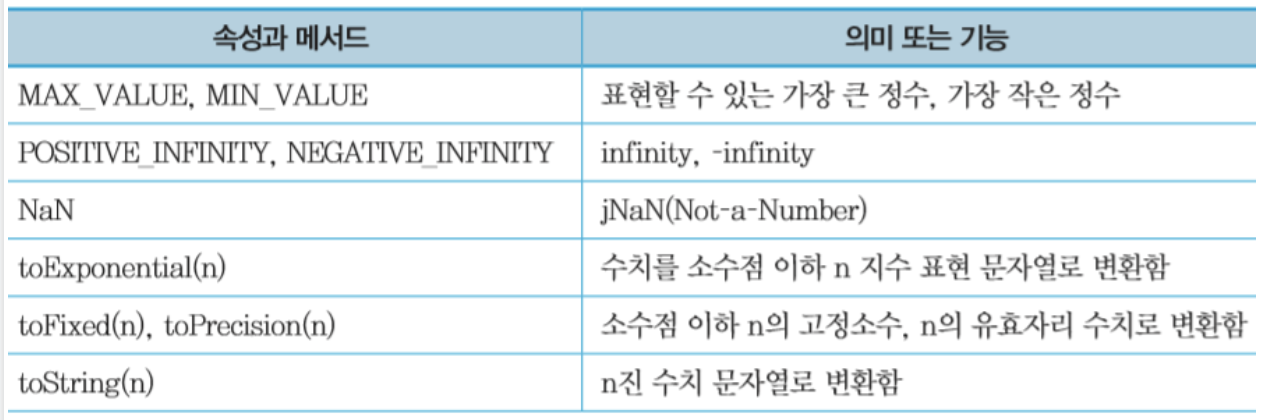 속성과 메서드 의미 또는 기능
MAX_VALUE, MIN_VALUE 표현할 수 있는 가장 큰 정수, 가장 작은 정수
POSITIVE_INFINITY, NEGATIVE_INFINITY infinity, -infinity
NaN jNaN(Not-a-Number)
toExponential(n) 수치를 소수점 이하 n 지수 표현 문자열로 변환함
toFixed(n), toPrecision(n) 소수점 이하 n의 고정소수, n의 유효자리 수치로 변환함
toString(n) n진 수치 문자열로 변환함